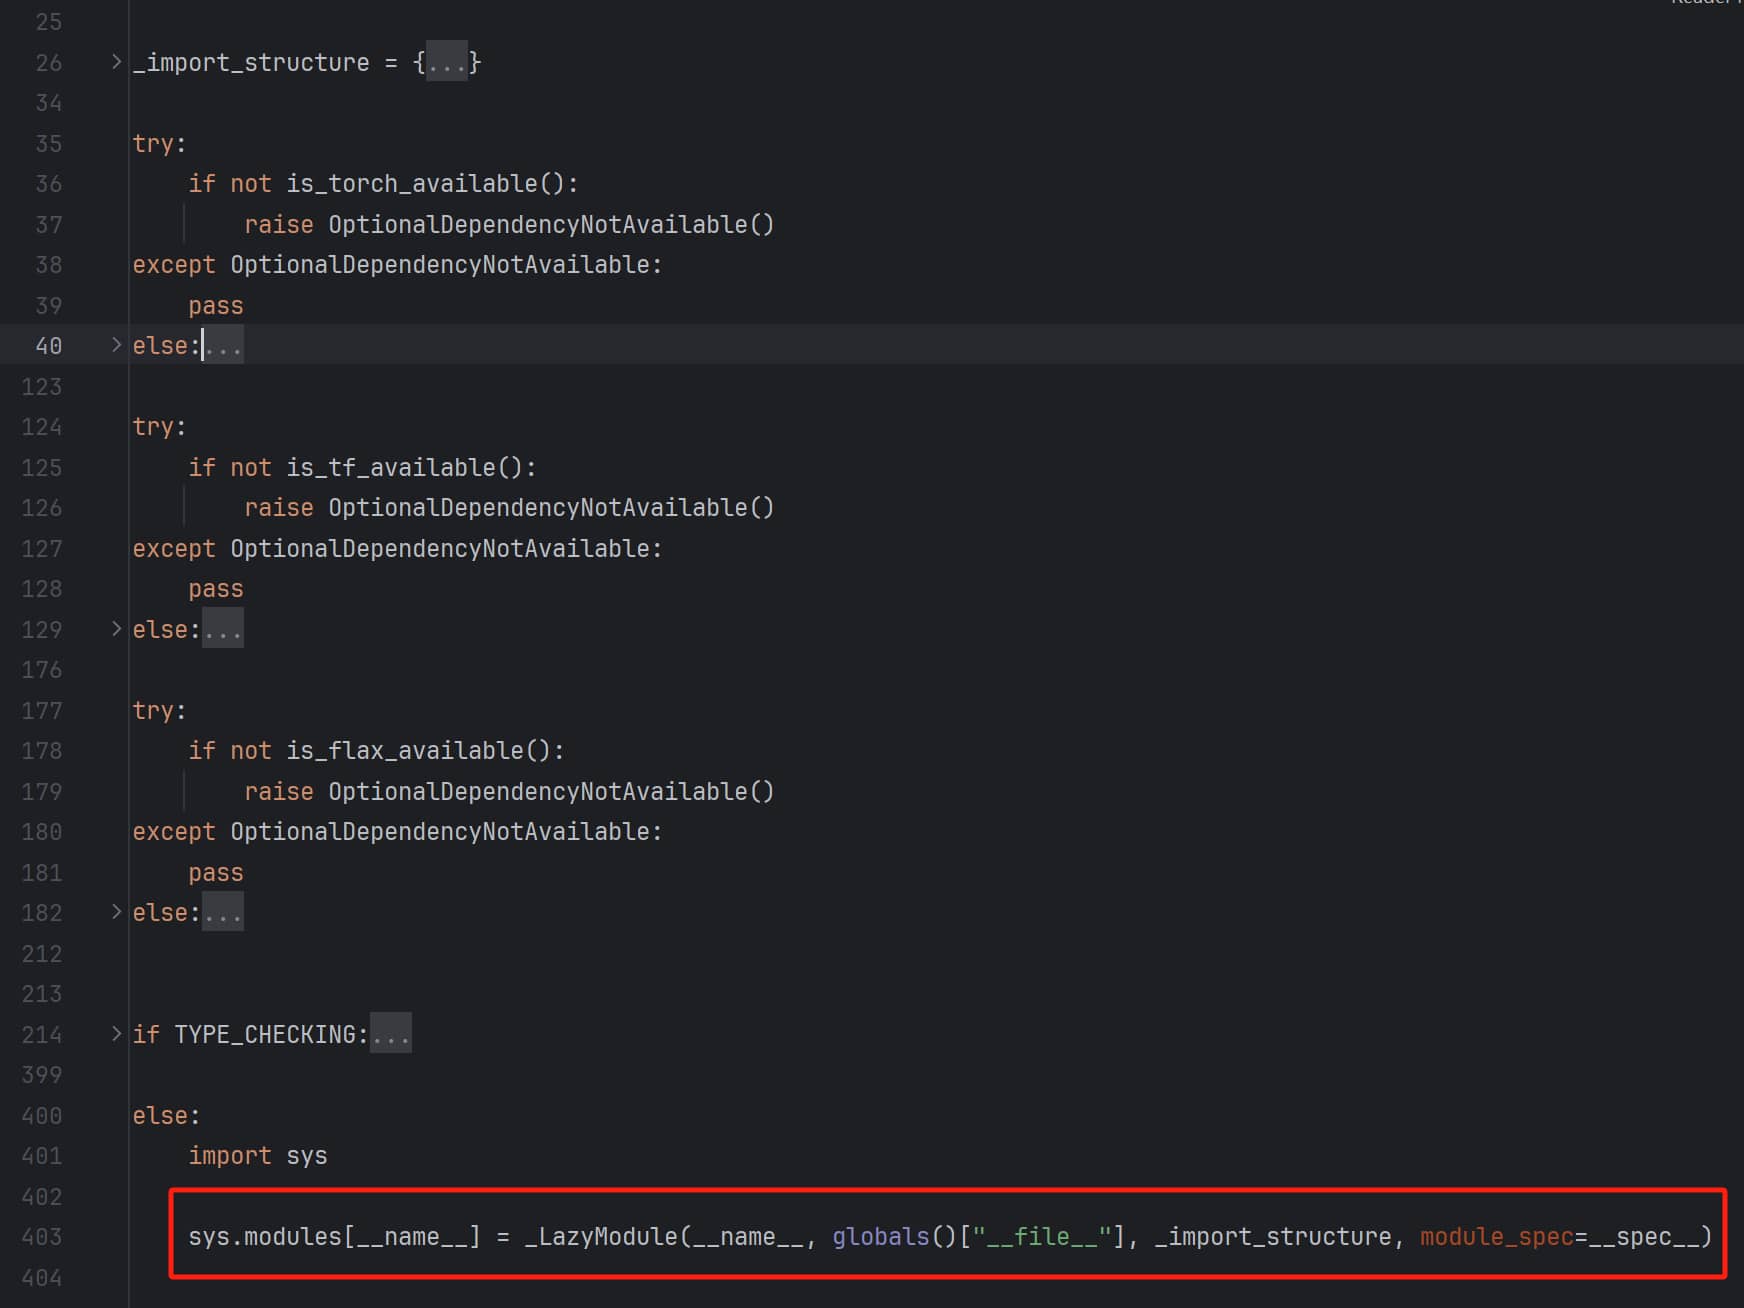 25
26 > _import_structure = {...}
34
35 try:
36     if not is_torch_available():
37         raise OptionalDependencyNotAvailable()
38 except OptionalDependencyNotAvailable:
39     pass
40 > else:...
123
124 try:
125     if not is_tf_available():
126         raise OptionalDependencyNotAvailable()
127 except OptionalDependencyNotAvailable:
128     pass
129 > else:...
176
177 try:
178     if not is_flax_available():
179         raise OptionalDependencyNotAvailable()
180 except OptionalDependencyNotAvailable:
181     pass
182 > else:...
212
213
214 > if TYPE_CHECKING:...
399
400 else:
401     import sys
402
403     sys.modules[__name__] = _LazyModule(__name__, globals()["__file__"], _import_structure, module_spec=__spec__)
404